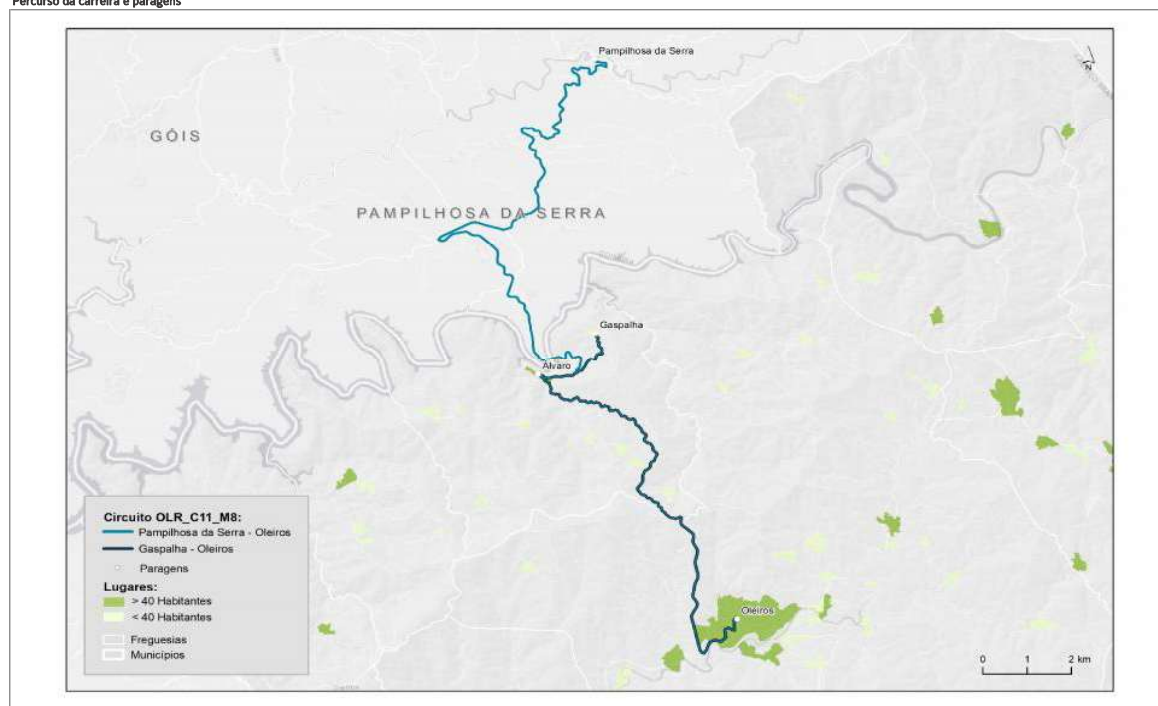 Percurso da carreira e paragens
Pampilhosa da Serra
N
GÓIS
PAMPILHOSA DA SERRA
Gaspalha
Álvaro
Oleiros
Circuito OLR_C11_M8:
Pampilhosa da Serra - Oleiros
Gaspalha - Oleiros
Paragens
Lugares:
> 40 Habitantes
< 40 Habitantes
Freguesias
Municípios
0 1 2 km